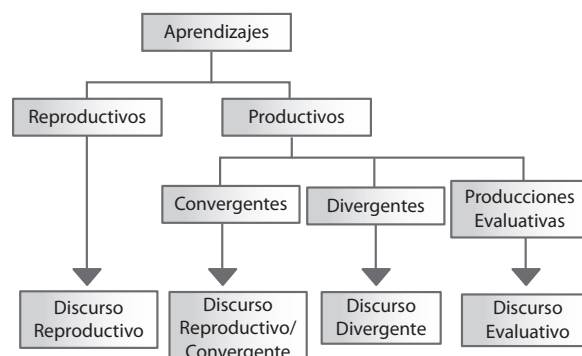 Aprendizajes
Reproductivos
Productivos
Convergentes
Divergentes
Producciones
Evaluativas
Discurso
Reproductivo
Discurso
Reproductivo/
Convergente
Discurso
Divergente
Discurso
Evaluativo